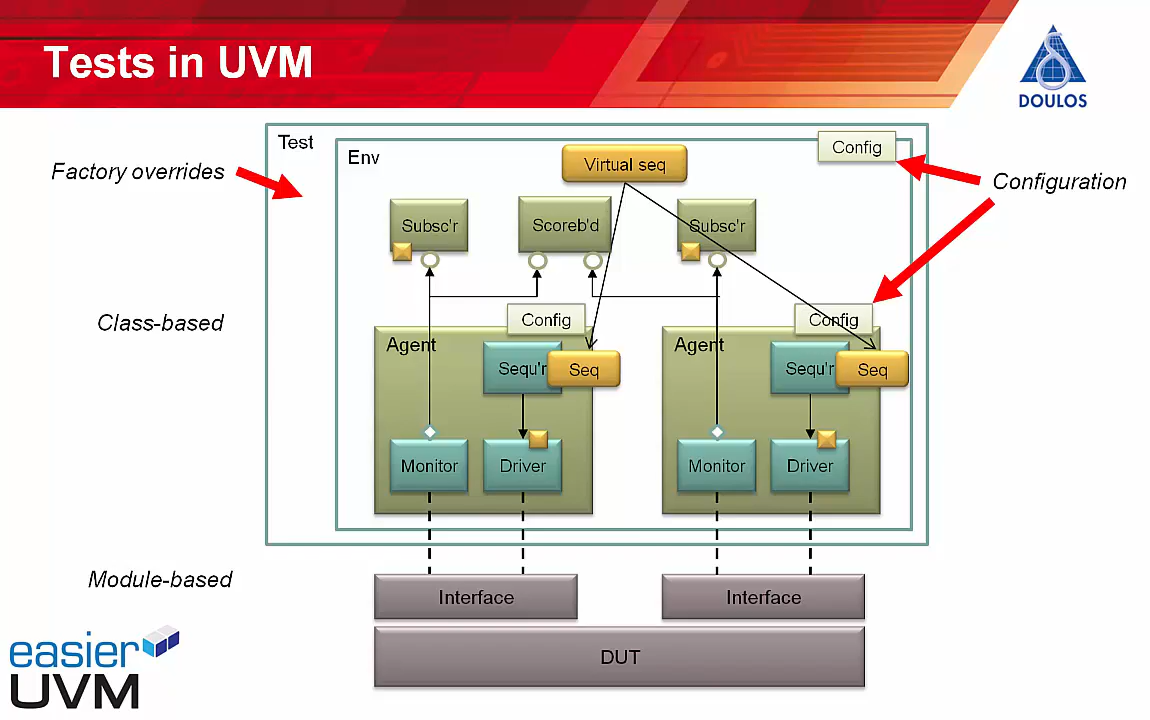 Tests in UVM
DOULOS
Test
Env
Config
Virtual seq
Factory overrides
Configuration
Subsc'r
Scoreb'd
Subsc'r
Class-based
Config
Config
Agent
Agent
Sequ'r
Seq
Sequ'r
Seq
Monitor
Driver
Monitor
Driver
Module-based
Interface
Interface
easier
UVM
DUT